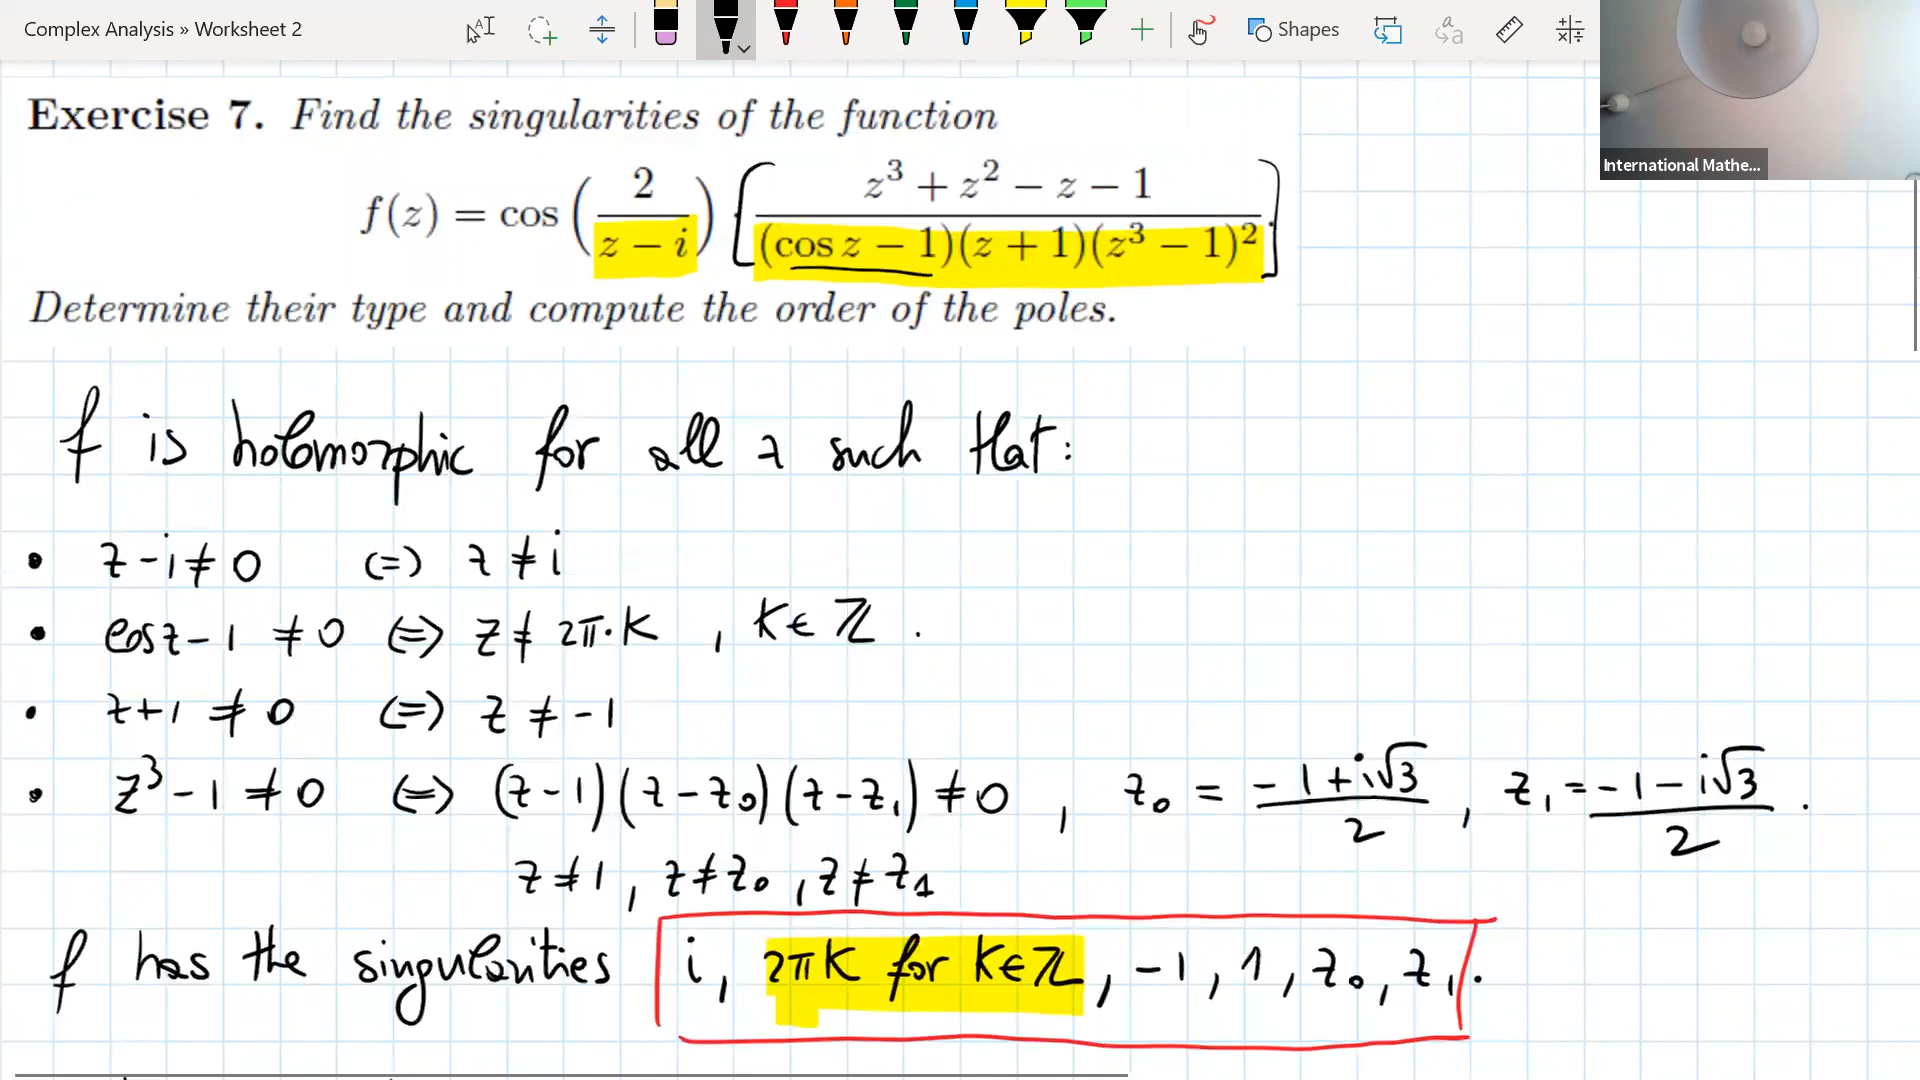 Complex Analysis » Worksheet 2
Shapes
International Mathe...
Exercise 7. Find the singularities of the function
f(z) = cos(2/(z − i)) [(z³ + z² − z − 1)/((cos z − 1)(z + 1)(z³ − 1)²)]
Determine their type and compute the order of the poles.
f is holomorphic for all z such that:
• z-i≠0 (=) z≠i
• cosz-1 ≠0 (=) z≠ 2π·k , k∈ℤ .
• z+1 ≠ 0 (=) z ≠ -1
• z³-1≠0 (=) (z-1)(z-z₀)(z-z₁)≠0 , z₀ = (-1+i√3)/2 , z₁=(-1-i√3)/2 .
z≠1, z≠z₀, z≠z₁
f has the singularities i, 2πk for k∈ℤ, -1, 1, z₀, z₁.